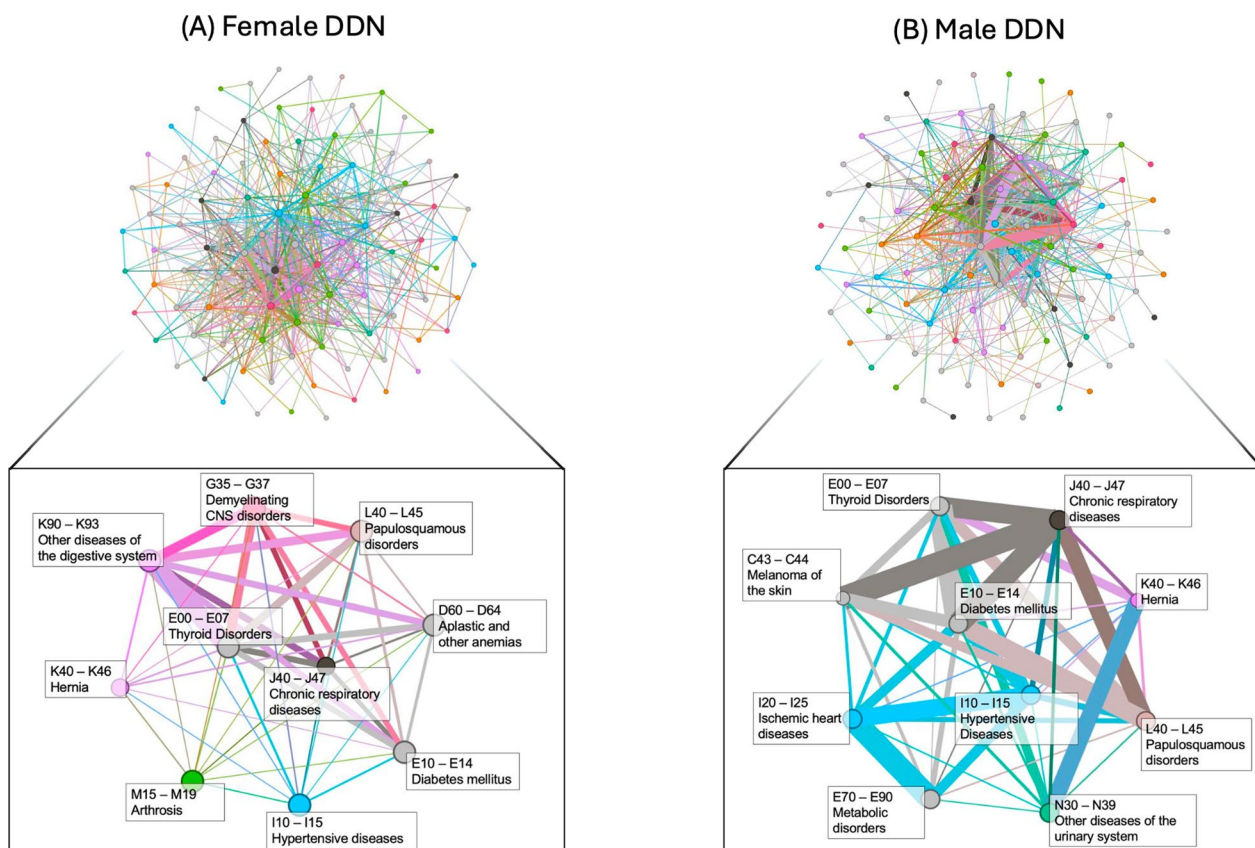 (A) Female DDN
(B) Male DDN
G35 – G37
Demyelinating
CNS disorders
L40 – L45
Papulosquamous
disorders
K90 – K93
Other diseases of
the digestive system
D60 – D64
Aplastic and
other anemias
E00 – E07
Thyroid Disorders
K40 – K46
Hernia
J40 – J47
Chronic respiratory
diseases
E10 – E14
Diabetes mellitus
M15 – M19
Arthrosis
I10 – I15
Hypertensive diseases
E00 – E07
Thyroid Disorders
J40 – J47
Chronic respiratory
diseases
C43 – C44
Melanoma of
the skin
E10 – E14
Diabetes mellitus
K40 – K46
Hernia
I20 – I25
Ischemic heart
diseases
I10 – I15
Hypertensive
Diseases
L40 – L45
Papulosquamous
disorders
E70 – E90
Metabolic
disorders
N30 – N39
Other diseases of the
urinary system